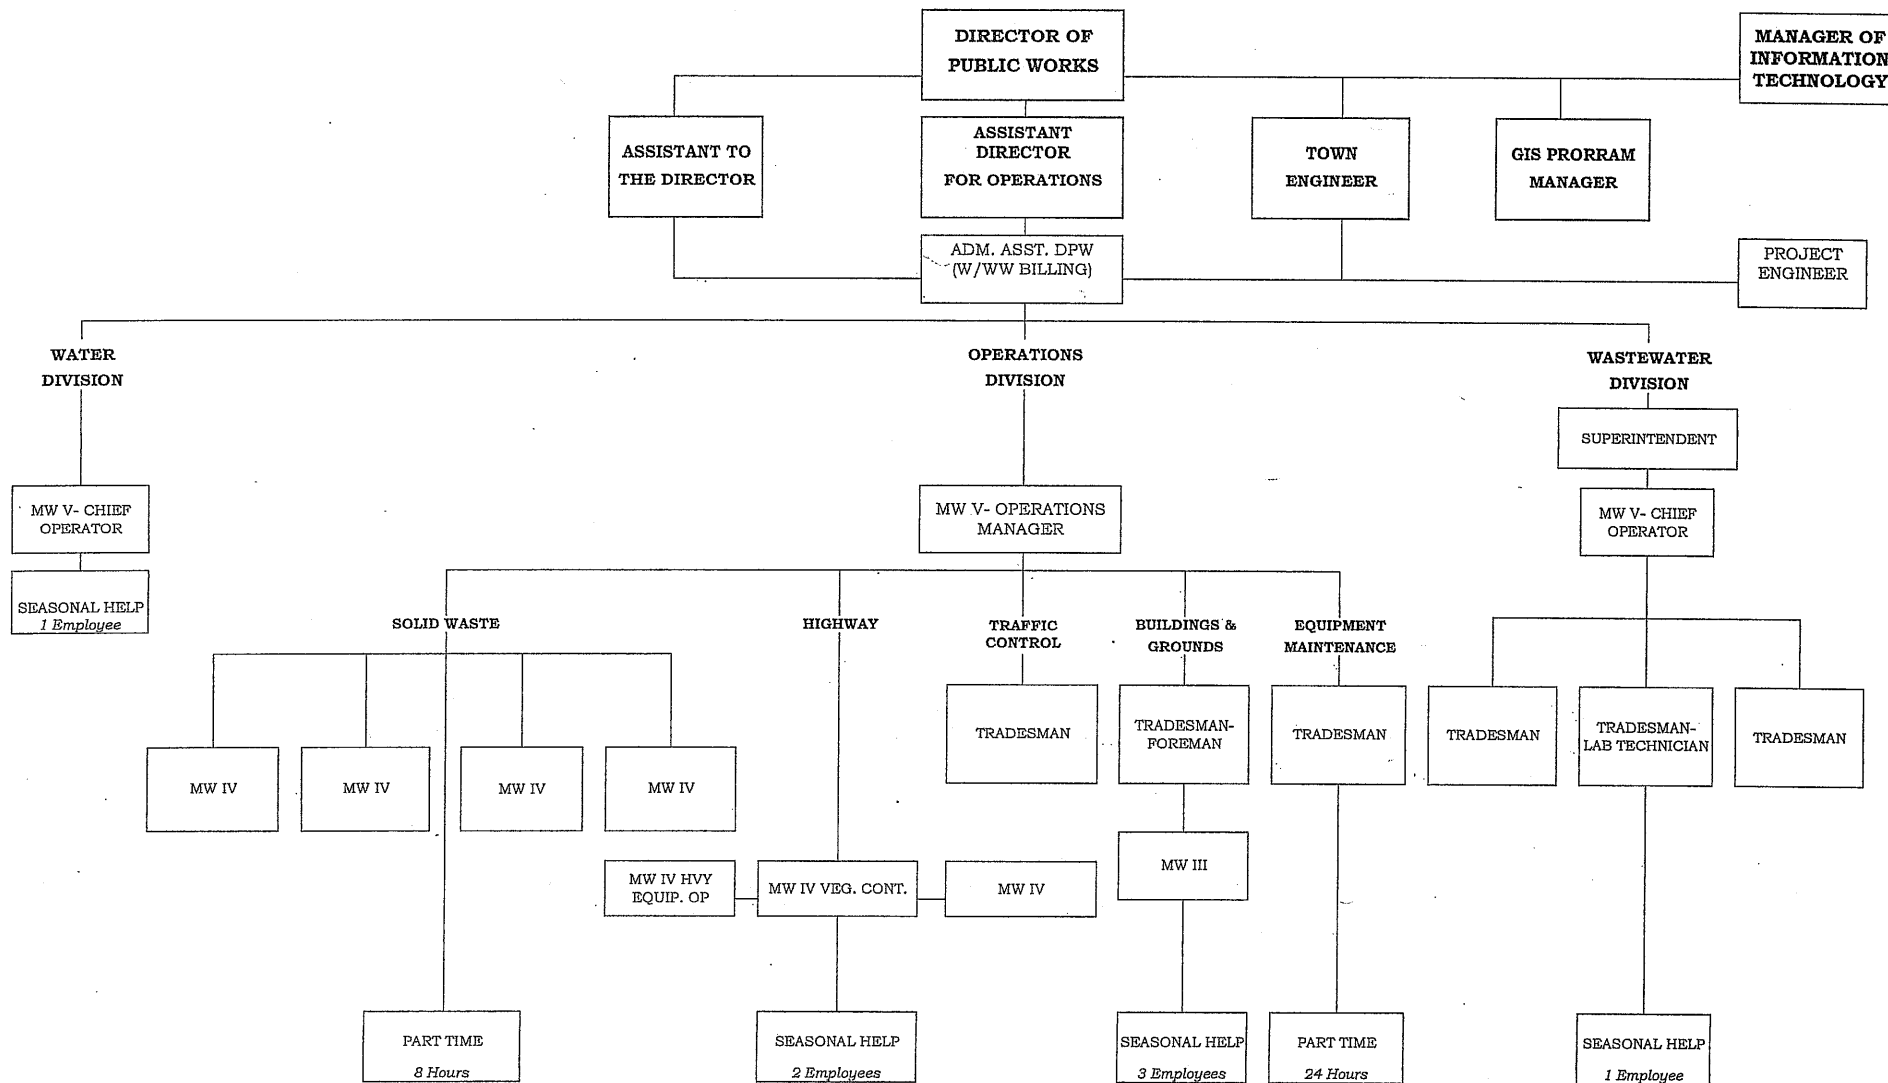 DIRECTOR OF
PUBLIC WORKS
MANAGER OF
INFORMATION
TECHNOLOGY
ASSISTANT TO
THE DIRECTOR
ASSISTANT
DIRECTOR
FOR OPERATIONS
TOWN
ENGINEER
GIS PRORRAM
MANAGER
ADM. ASST. DPW
(W/WW BILLING)
PROJECT
ENGINEER
WATER
DIVISION
OPERATIONS
DIVISION
WASTEWATER
DIVISION
SUPERINTENDENT
MW V- CHIEF
OPERATOR
MW V- OPERATIONS
MANAGER
MW V- CHIEF
OPERATOR
SEASONAL HELP
1 Employee
SOLID WASTE
HIGHWAY
TRAFFIC
CONTROL
BUILDINGS &
GROUNDS
EQUIPMENT
MAINTENANCE
TRADESMAN
TRADESMAN-
FOREMAN
TRADESMAN
TRADESMAN
TRADESMAN-
LAB TECHNICIAN
TRADESMAN
MW IV
MW IV
MW IV
MW IV
MW IV HVY
EQUIP. OP
MW IV VEG. CONT.
MW IV
MW III
PART TIME
8 Hours
SEASONAL HELP
2 Employees
SEASONAL HELP
3 Employees
PART TIME
24 Hours
SEASONAL HELP
1 Employee